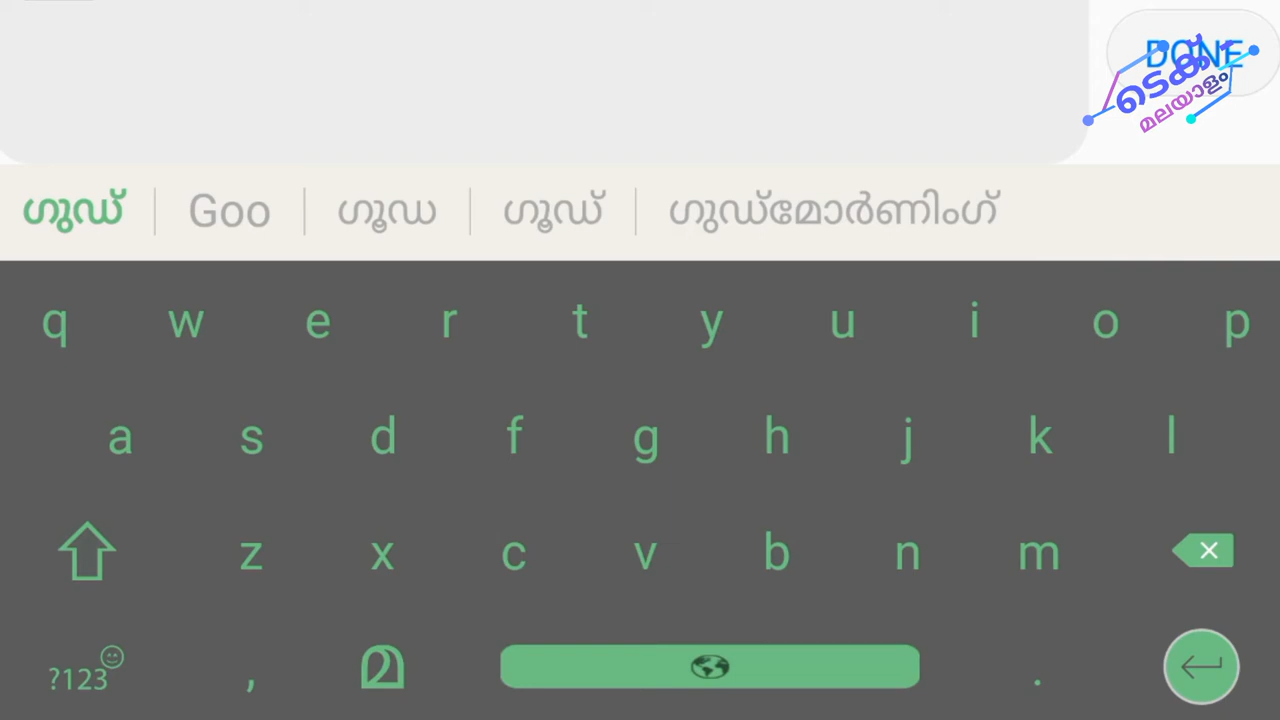 DONE
ടെക്
മലയാളം
ഗുഡ് Goo ഗൂഡ ഗൂഡ് ഗുഡ്മോർണിംഗ്
q w e r t y u i o p
a s d f g h j k l
z x c v b n m
?123 , മ .